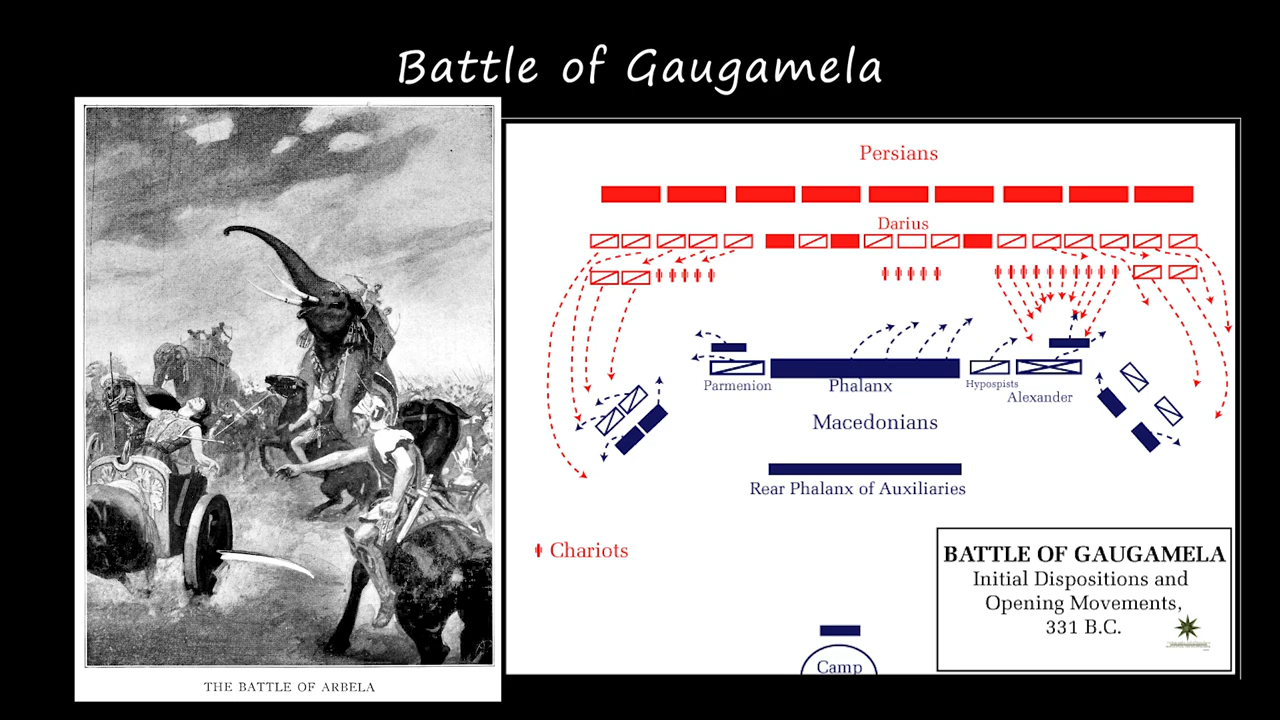 Battle of Gaugamela
THE BATTLE OF ARBELA
Persians
Darius
Parmenion
Phalanx
Hypospists
Alexander
Macedonians
Rear Phalanx of Auxiliaries
Chariots
BATTLE OF GAUGAMELA
Initial Dispositions and
Opening Movements,
331 B.C.
Camp